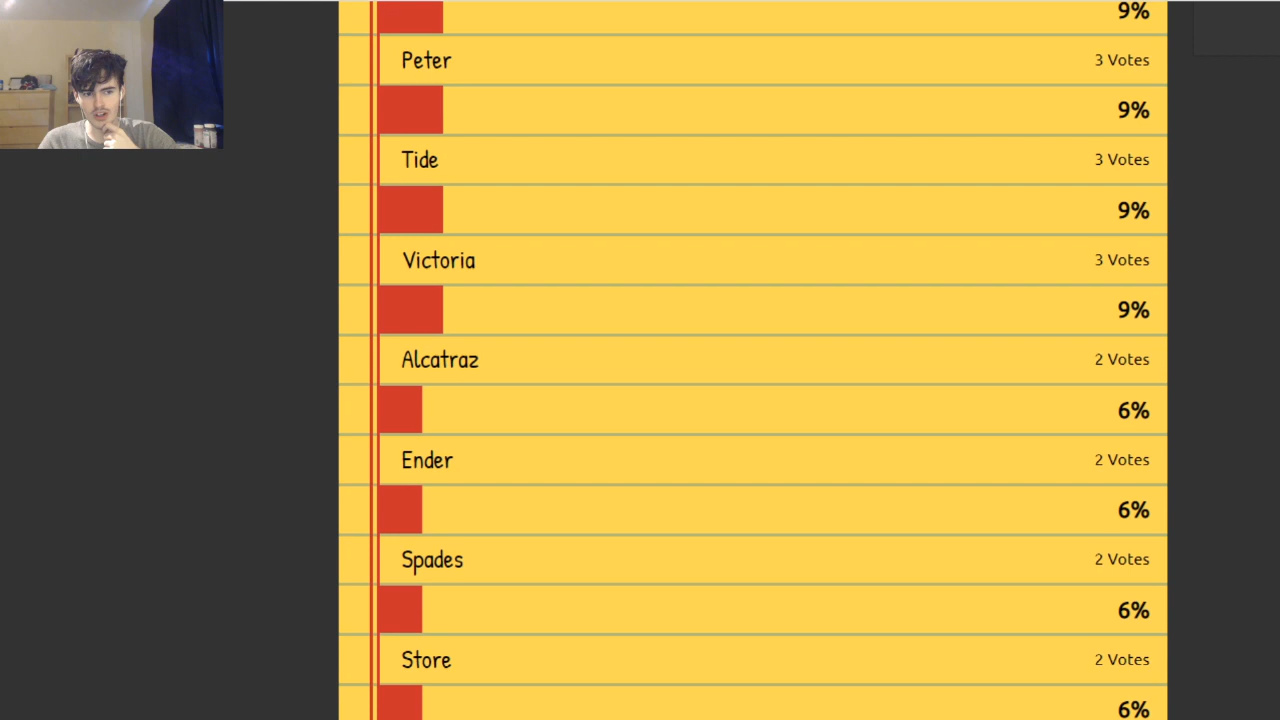 9%
Peter 3 Votes
9%
Tide 3 Votes
9%
Victoria 3 Votes
9%
Alcatraz 2 Votes
6%
Ender 2 Votes
6%
Spades 2 Votes
6%
Store 2 Votes
6%